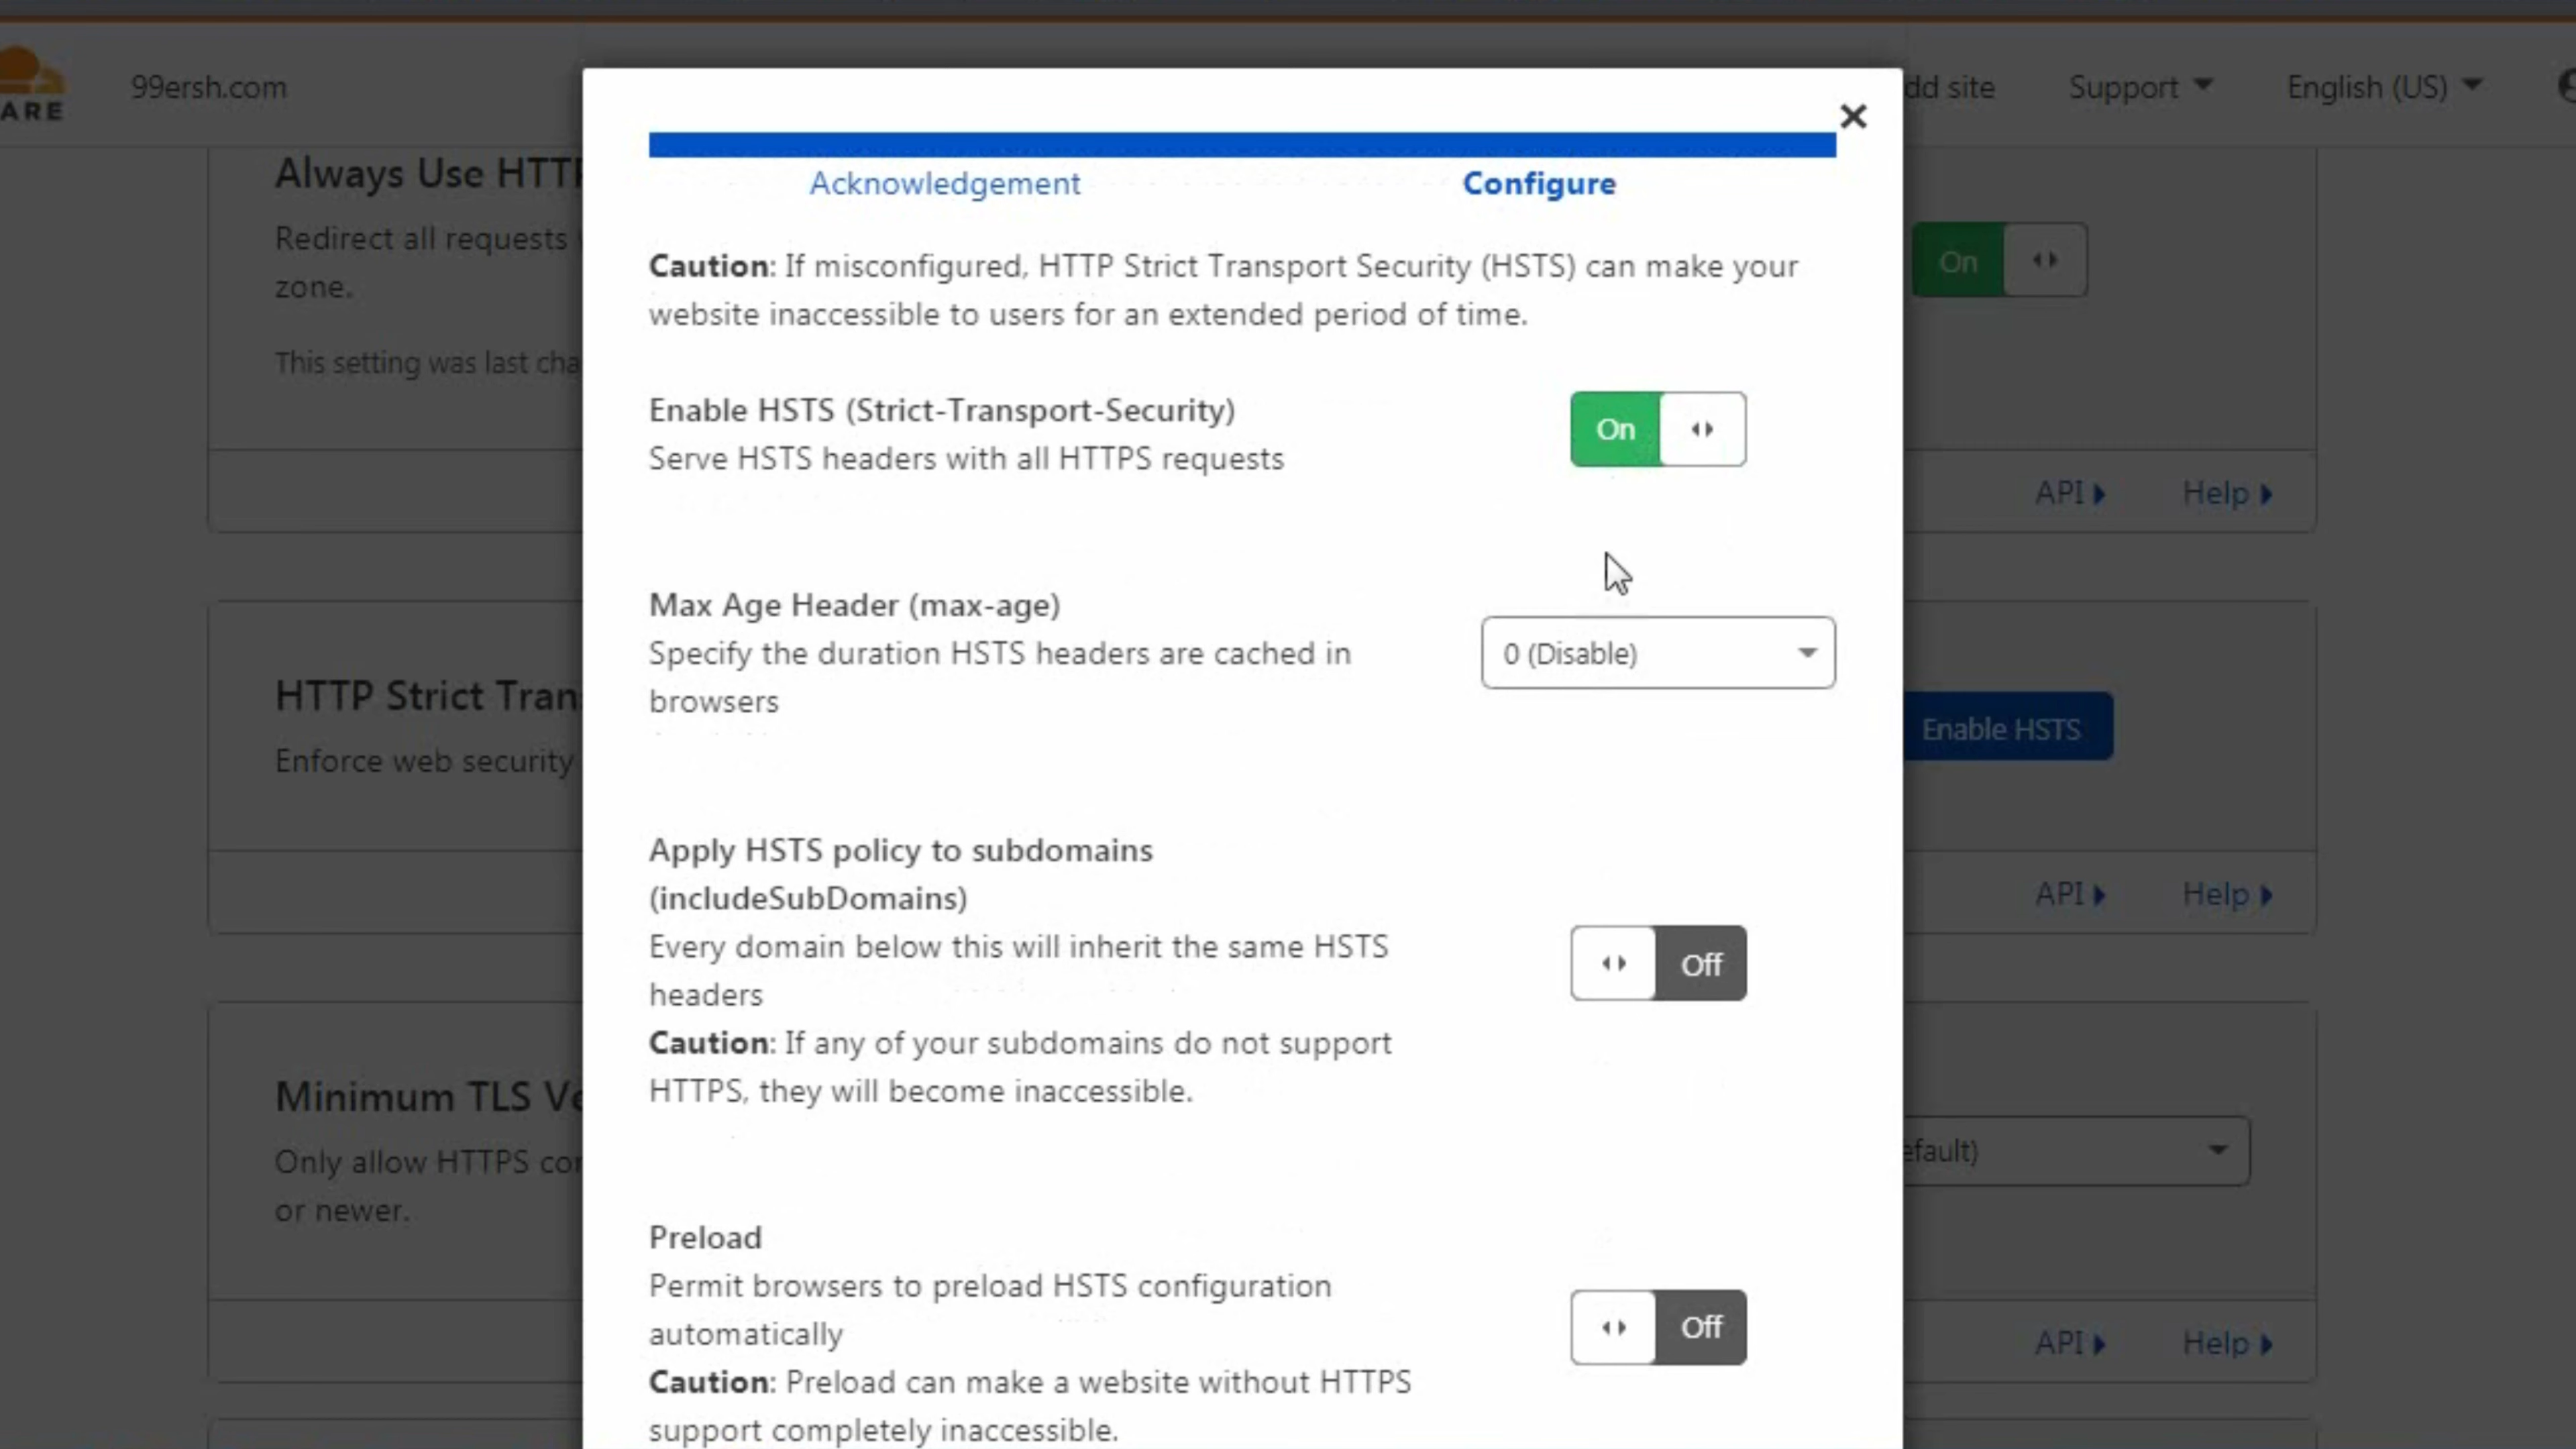 99ersh.com
dd site
Support
English (US)
ARE
Acknowledgement
Configure
Always Use HTTP
Redirect all requests
zone.
This setting was last cha
On
API
Help
Caution: If misconfigured, HTTP Strict Transport Security (HSTS) can make your
website inaccessible to users for an extended period of time.
Enable HSTS (Strict-Transport-Security)
Serve HSTS headers with all HTTPS requests
On
Max Age Header (max-age)
Specify the duration HSTS headers are cached in
browsers
0 (Disable)
HTTP Strict Tran
Enforce web security
Enable HSTS
API
Help
Apply HSTS policy to subdomains
(includeSubDomains)
Every domain below this will inherit the same HSTS
headers
Caution: If any of your subdomains do not support
HTTPS, they will become inaccessible.
Off
Minimum TLS Ve
Only allow HTTPS con
or newer.
efault)
API
Help
Preload
Permit browsers to preload HSTS configuration
automatically
Caution: Preload can make a website without HTTPS
support completely inaccessible.
Off